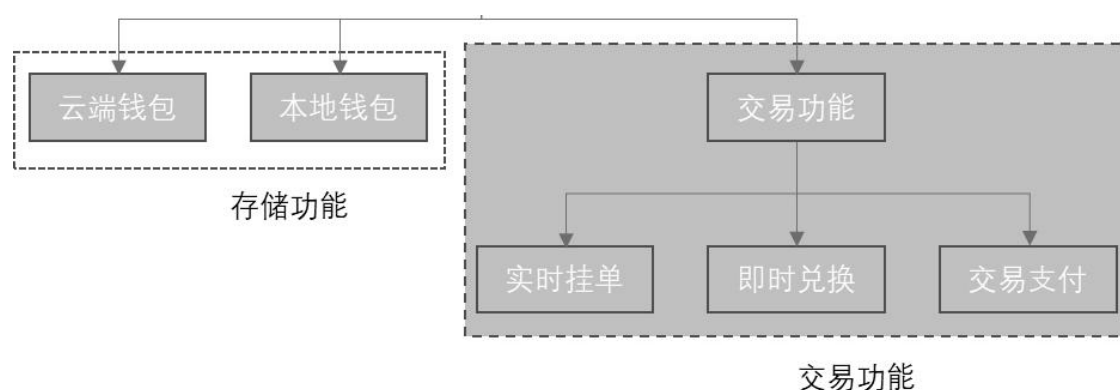 云端钱包
本地钱包
交易功能
存储功能
实时挂单
即时兑换
交易支付
交易功能